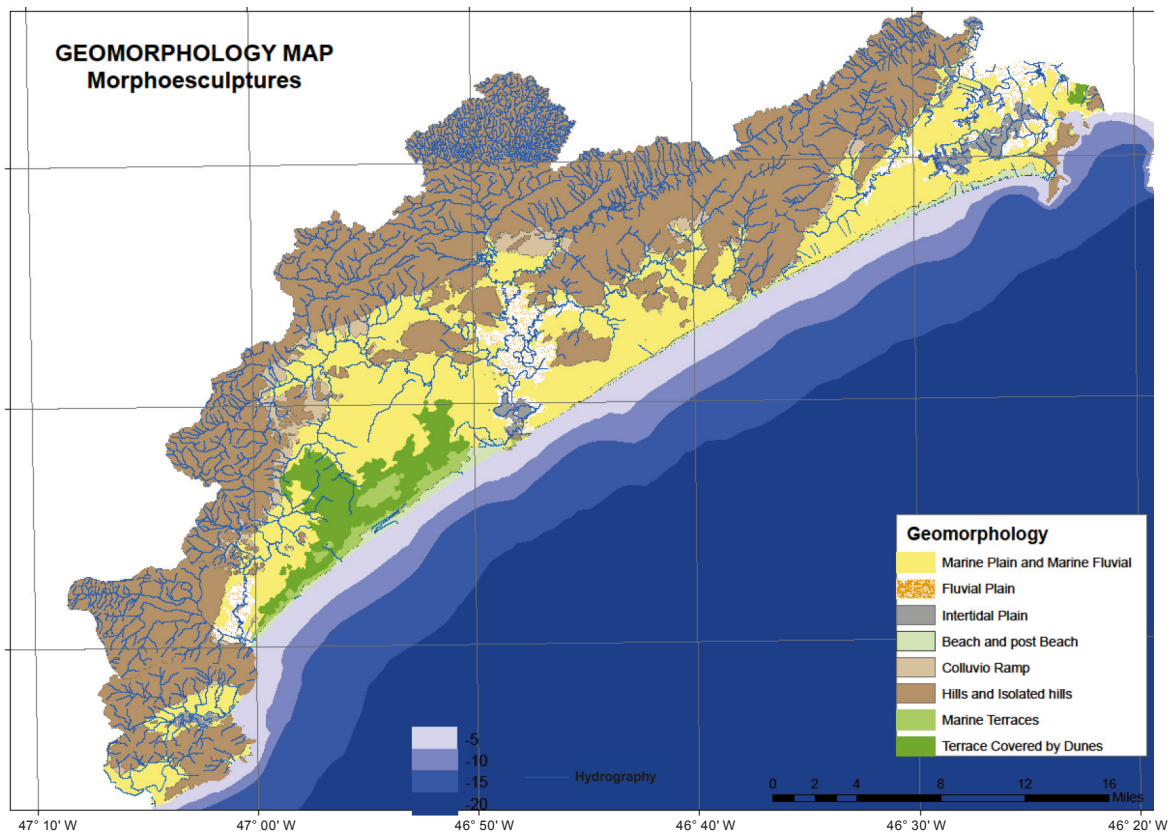 GEOMORPHOLOGY MAP
Morphoesculptures
Geomorphology
Marine Plain and Marine Fluvial
Fluvial Plain
Intertidal Plain
Beach and post Beach
Colluvio Ramp
Hills and Isolated hills
Marine Terraces
Terrace Covered by Dunes
-5
-10
-15
-20
Hydrography
0 2 4 8 12 16
Miles
47° 10' W 47° 00' W 46° 50' W 46° 40' W 46° 30' W 46° 20' W